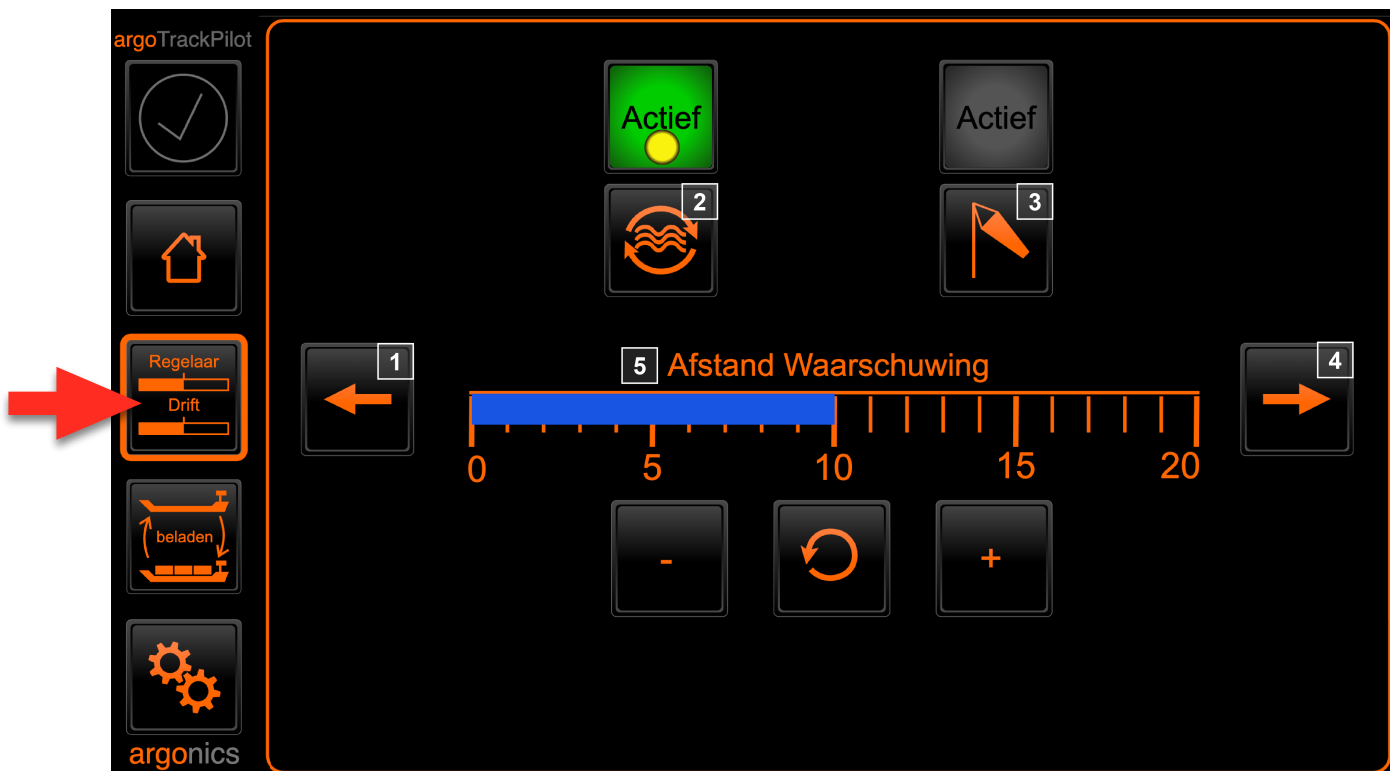 argoTrackPilot
Actief
Actief
2
3
Regelaar
Drift
1
5 Afstand Waarschuwing
4
0 5 10 15 20
beladen
- +
argonics